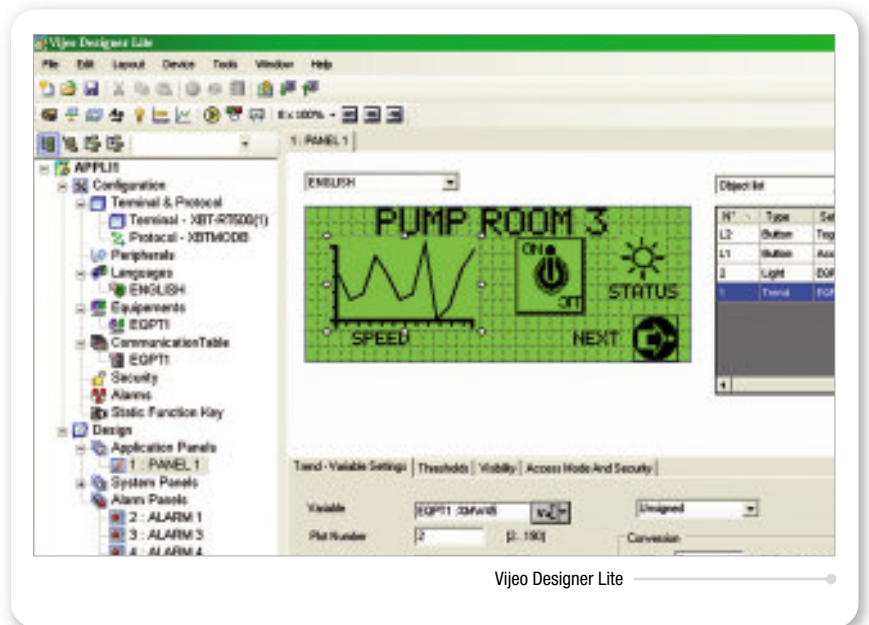 Vijeo Designer Lite
File Edit Layout Device Tools Window Help
8 x 100%
1 : PANEL 1
APPLI1
Configuration
Terminal & Protocol
Terminal - XBT-RT500(1)
Protocol - XBTMODB
Peripherals
Languages
ENGLISH
Equipements
EQPT1
CommunicationTable
EQPT1
Security
Alarms
Static Function Key
Design
Application Panels
1 : PANEL 1
System Panels
Alarm Panels
2 : ALARM 1
3 : ALARM 3
4 : ALARM 4
ENGLISH
PUMP ROOM 3
ON
OFF
STATUS
SPEED
NEXT
Object list
N° Type
L2 Button
L1 Button
2 Light
1 Trend
Trend - Variable Settings Thresholds Visibility Access Mode And Security
Variable
Unsigned
Plot Number 2 [2..190]
Conversion
Vijeo Designer Lite